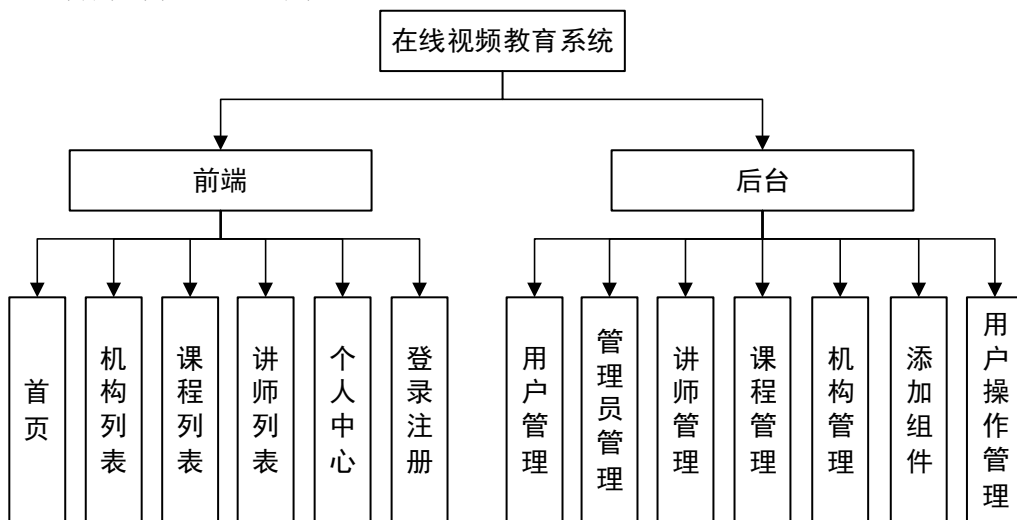 在线视频教育系统
前端
后台
首页
机构列表
课程列表
讲师列表
个人中心
登录注册
用户管理
管理员管理
讲师管理
课程管理
机构管理
添加组件
用户操作管理